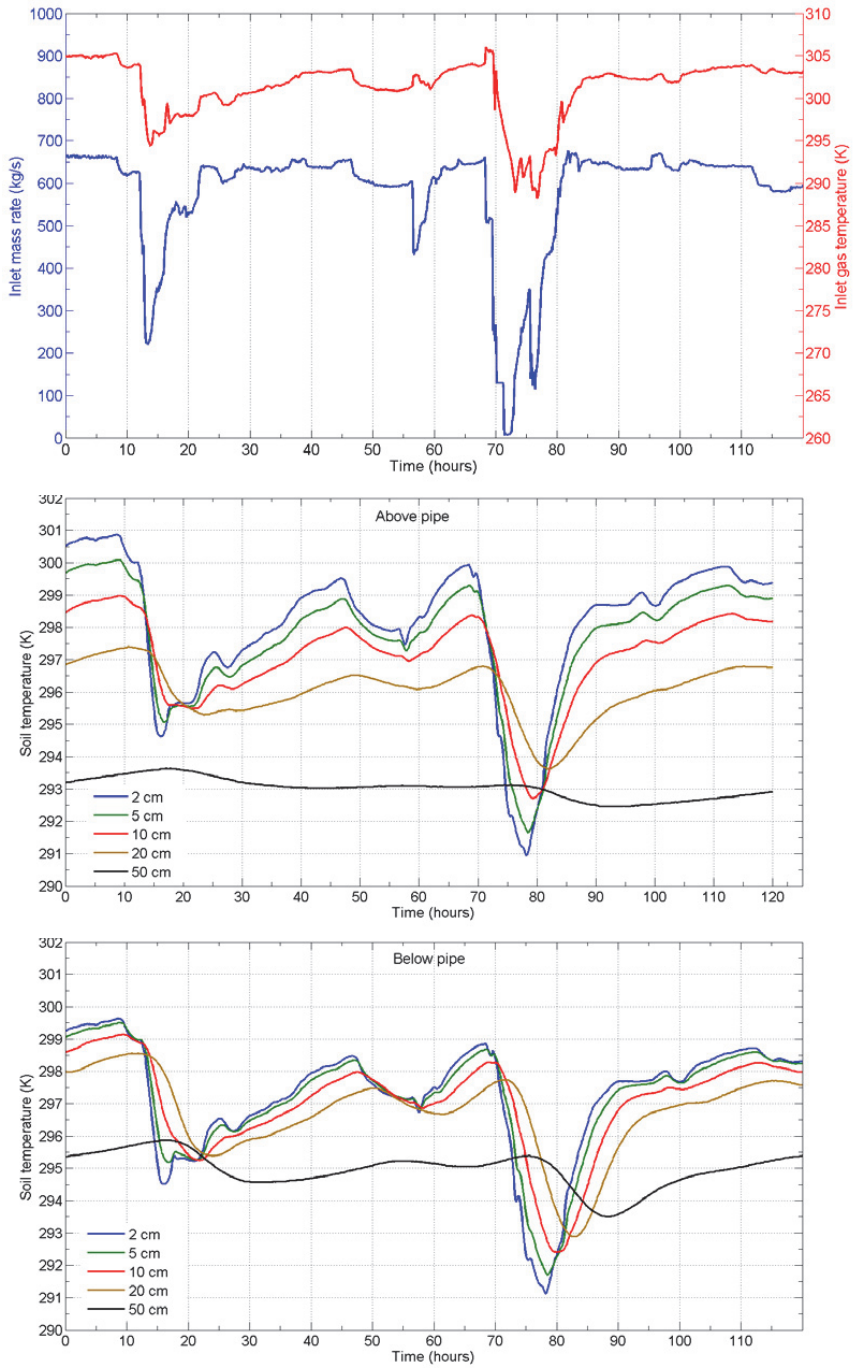 1000
900
800
700
600
500
400
300
200
100
0
Inlet mass rate (kg/s)
310
305
300
295
290
285
280
275
270
265
260
Inlet gas temperature (K)
0 10 20 30 40 50 60 70 80 90 100 110
Time (hours)
Above pipe
302
301
300
299
298
297
296
295
294
293
292
291
290
Soil temperature (K)
2 cm
5 cm
10 cm
20 cm
50 cm
0 10 20 30 40 50 60 70 80 90 100 110 120
Time (hours)
Below pipe
302
301
300
299
298
297
296
295
294
293
292
291
290
Soil temperature (K)
2 cm
5 cm
10 cm
20 cm
50 cm
0 10 20 30 40 50 60 70 80 90 100 110
Time (hours)